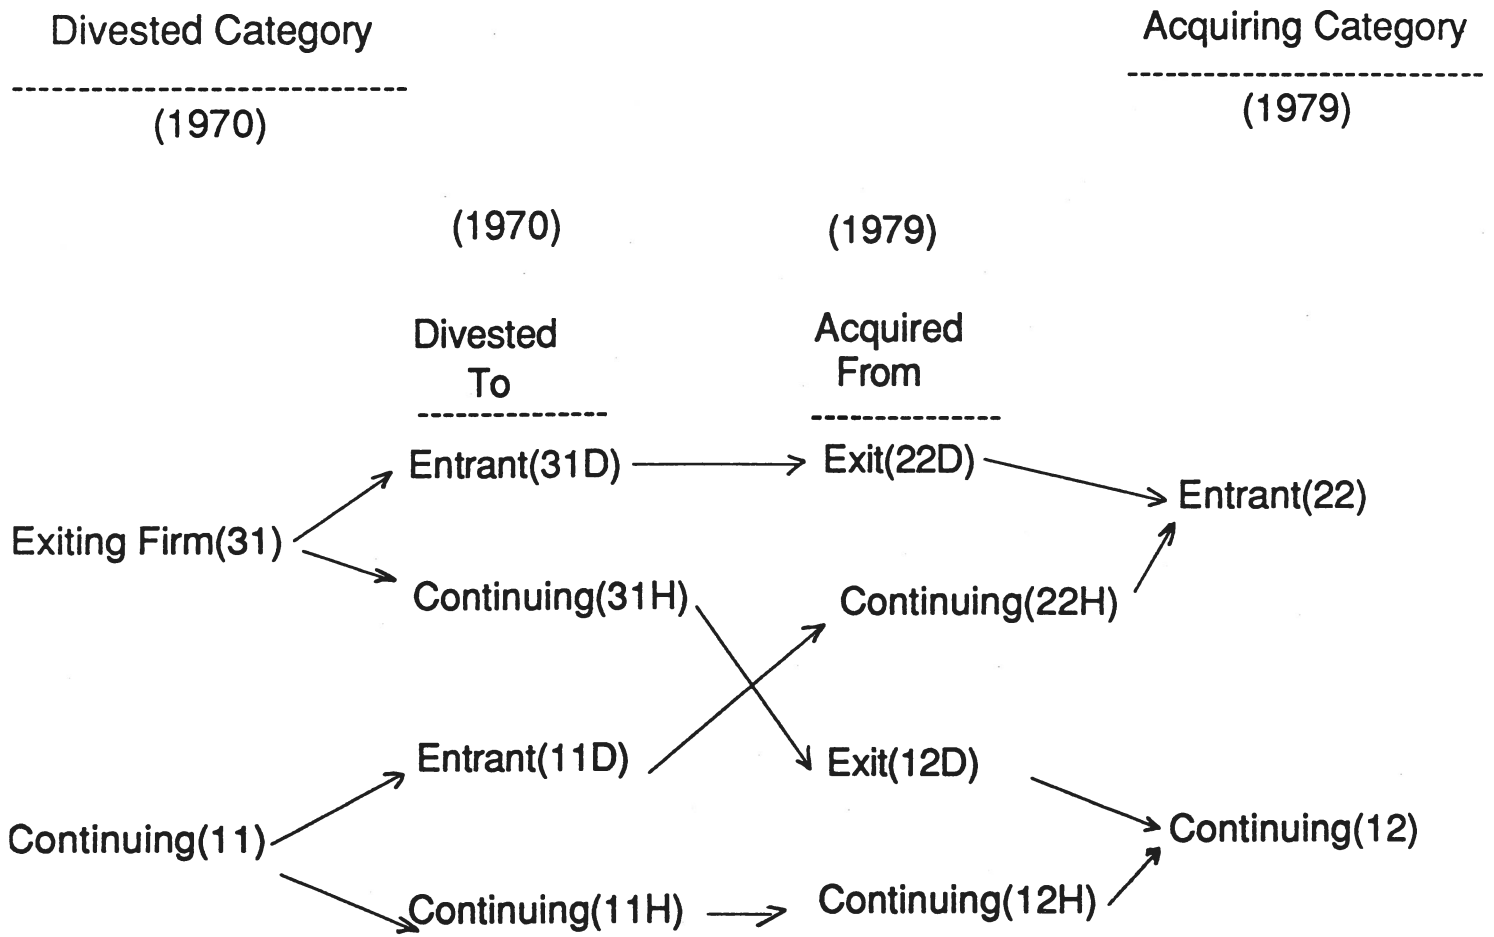 Divested Category
(1970)
Acquiring Category
(1979)
(1970)
(1979)
Divested
To
Acquired
From
Entrant(31D)
Exit(22D)
Entrant(22)
Exiting Firm(31)
Continuing(31H)
Continuing(22H)
Entrant(11D)
Exit(12D)
Continuing(11)
Continuing(12)
Continuing(11H)
Continuing(12H)